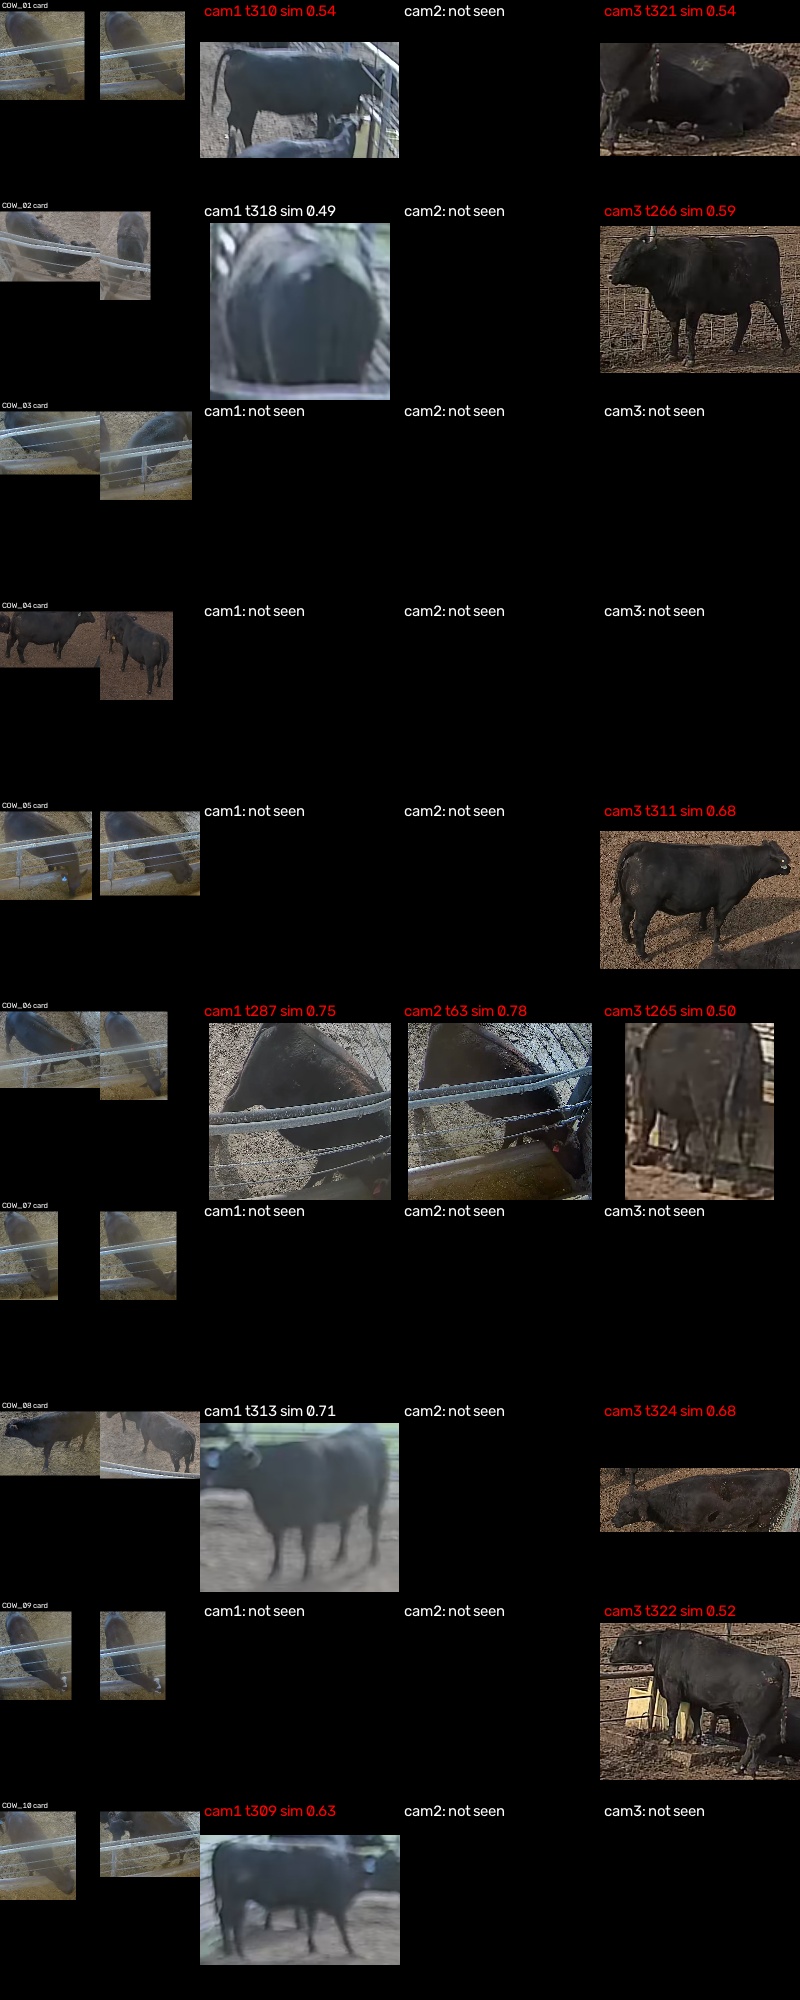 COW_01 card
cam1 t310 sim 0.54
cam2: not seen
cam3 t321 sim 0.54
COW_02 card
cam1 t318 sim 0.49
cam2: not seen
cam3 t266 sim 0.59
COW_03 card
cam1: not seen
cam2: not seen
cam3: not seen
COW_04 card
cam1: not seen
cam2: not seen
cam3: not seen
COW_05 card
cam1: not seen
cam2: not seen
cam3 t311 sim 0.68
COW_06 card
cam1 t287 sim 0.75
cam2 t63 sim 0.78
cam3 t265 sim 0.50
COW_07 card
cam1: not seen
cam2: not seen
cam3: not seen
COW_08 card
cam1 t313 sim 0.71
cam2: not seen
cam3 t324 sim 0.68
COW_09 card
cam1: not seen
cam2: not seen
cam3 t322 sim 0.52
COW_10 card
cam1 t309 sim 0.63
cam2: not seen
cam3: not seen